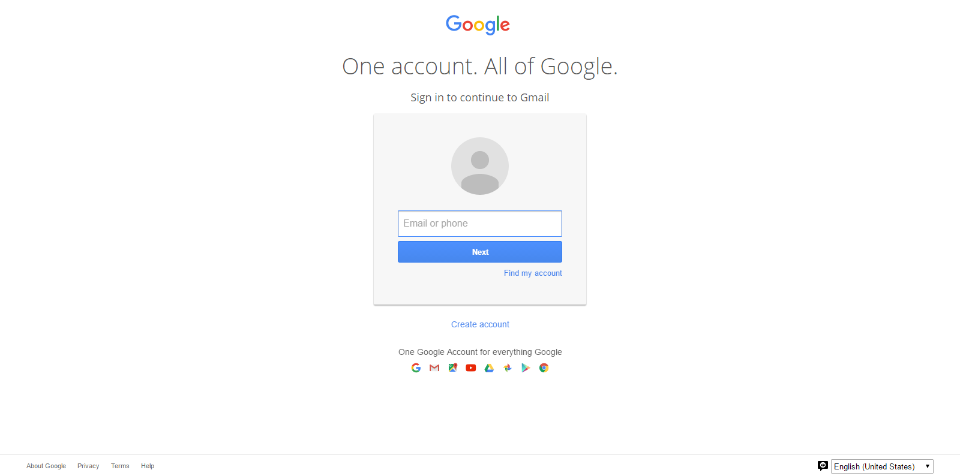 Google
One account. All of Google.
Sign in to continue to Gmail
Email or phone
Next
Find my account
Create account
One Google Account for everything Google
About Google Privacy Terms Help English (United States)